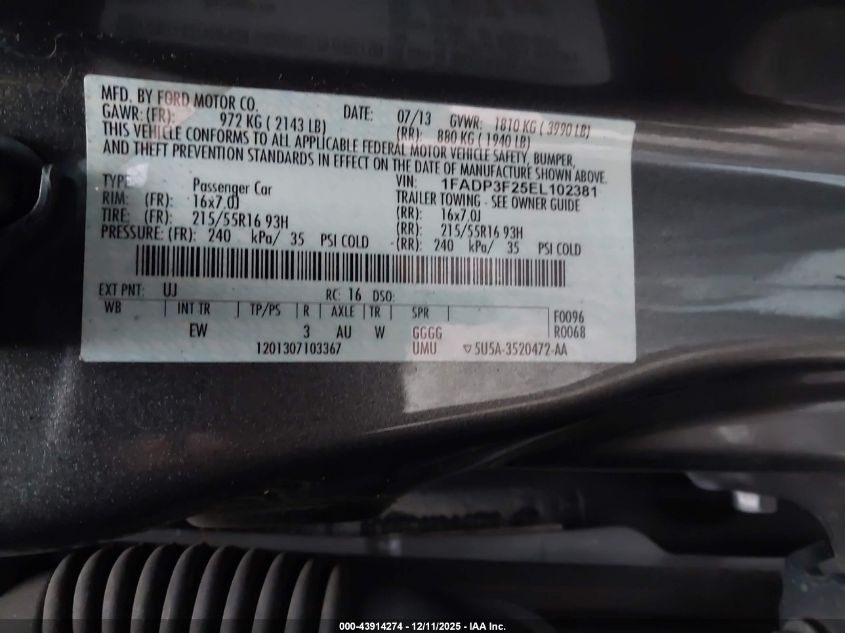 MFD. BY FORD MOTOR CO. DATE: 07/13 GVWR: 1810 KG ( 3990 LB)
GAWR: (FR): 972 KG ( 2143 LB) (RR): 880 KG ( 1940 LB)
THIS VEHICLE CONFORMS TO ALL APPLICABLE FEDERAL MOTOR VEHICLE SAFETY, BUMPER,
AND THEFT PREVENTION STANDARDS IN EFFECT ON THE DATE OF MANUFACTURE SHOWN ABOVE.
VIN: 1FADP3F25EL102381
TYPE: Passenger Car TRAILER TOWING - SEE OWNER GUIDE
RIM: (FR): 16x7.0J (RR): 16x7.0J
TIRE: (FR): 215/55R16 93H (RR): 215/55R16 93H
PRESSURE: (FR): 240 kPa/ 35 PSI COLD (RR): 240 kPa/ 35 PSI COLD
EXT PNT: UJ RC: 16 DSO:
WB INT TR TP/PS R AXLE TR SPR F0096
EW 3 AU W GGGG R0068
1201307103367 UMU ▽5U5A-3520472-AA
000-43914274 - 12/11/2025 - IAA Inc.